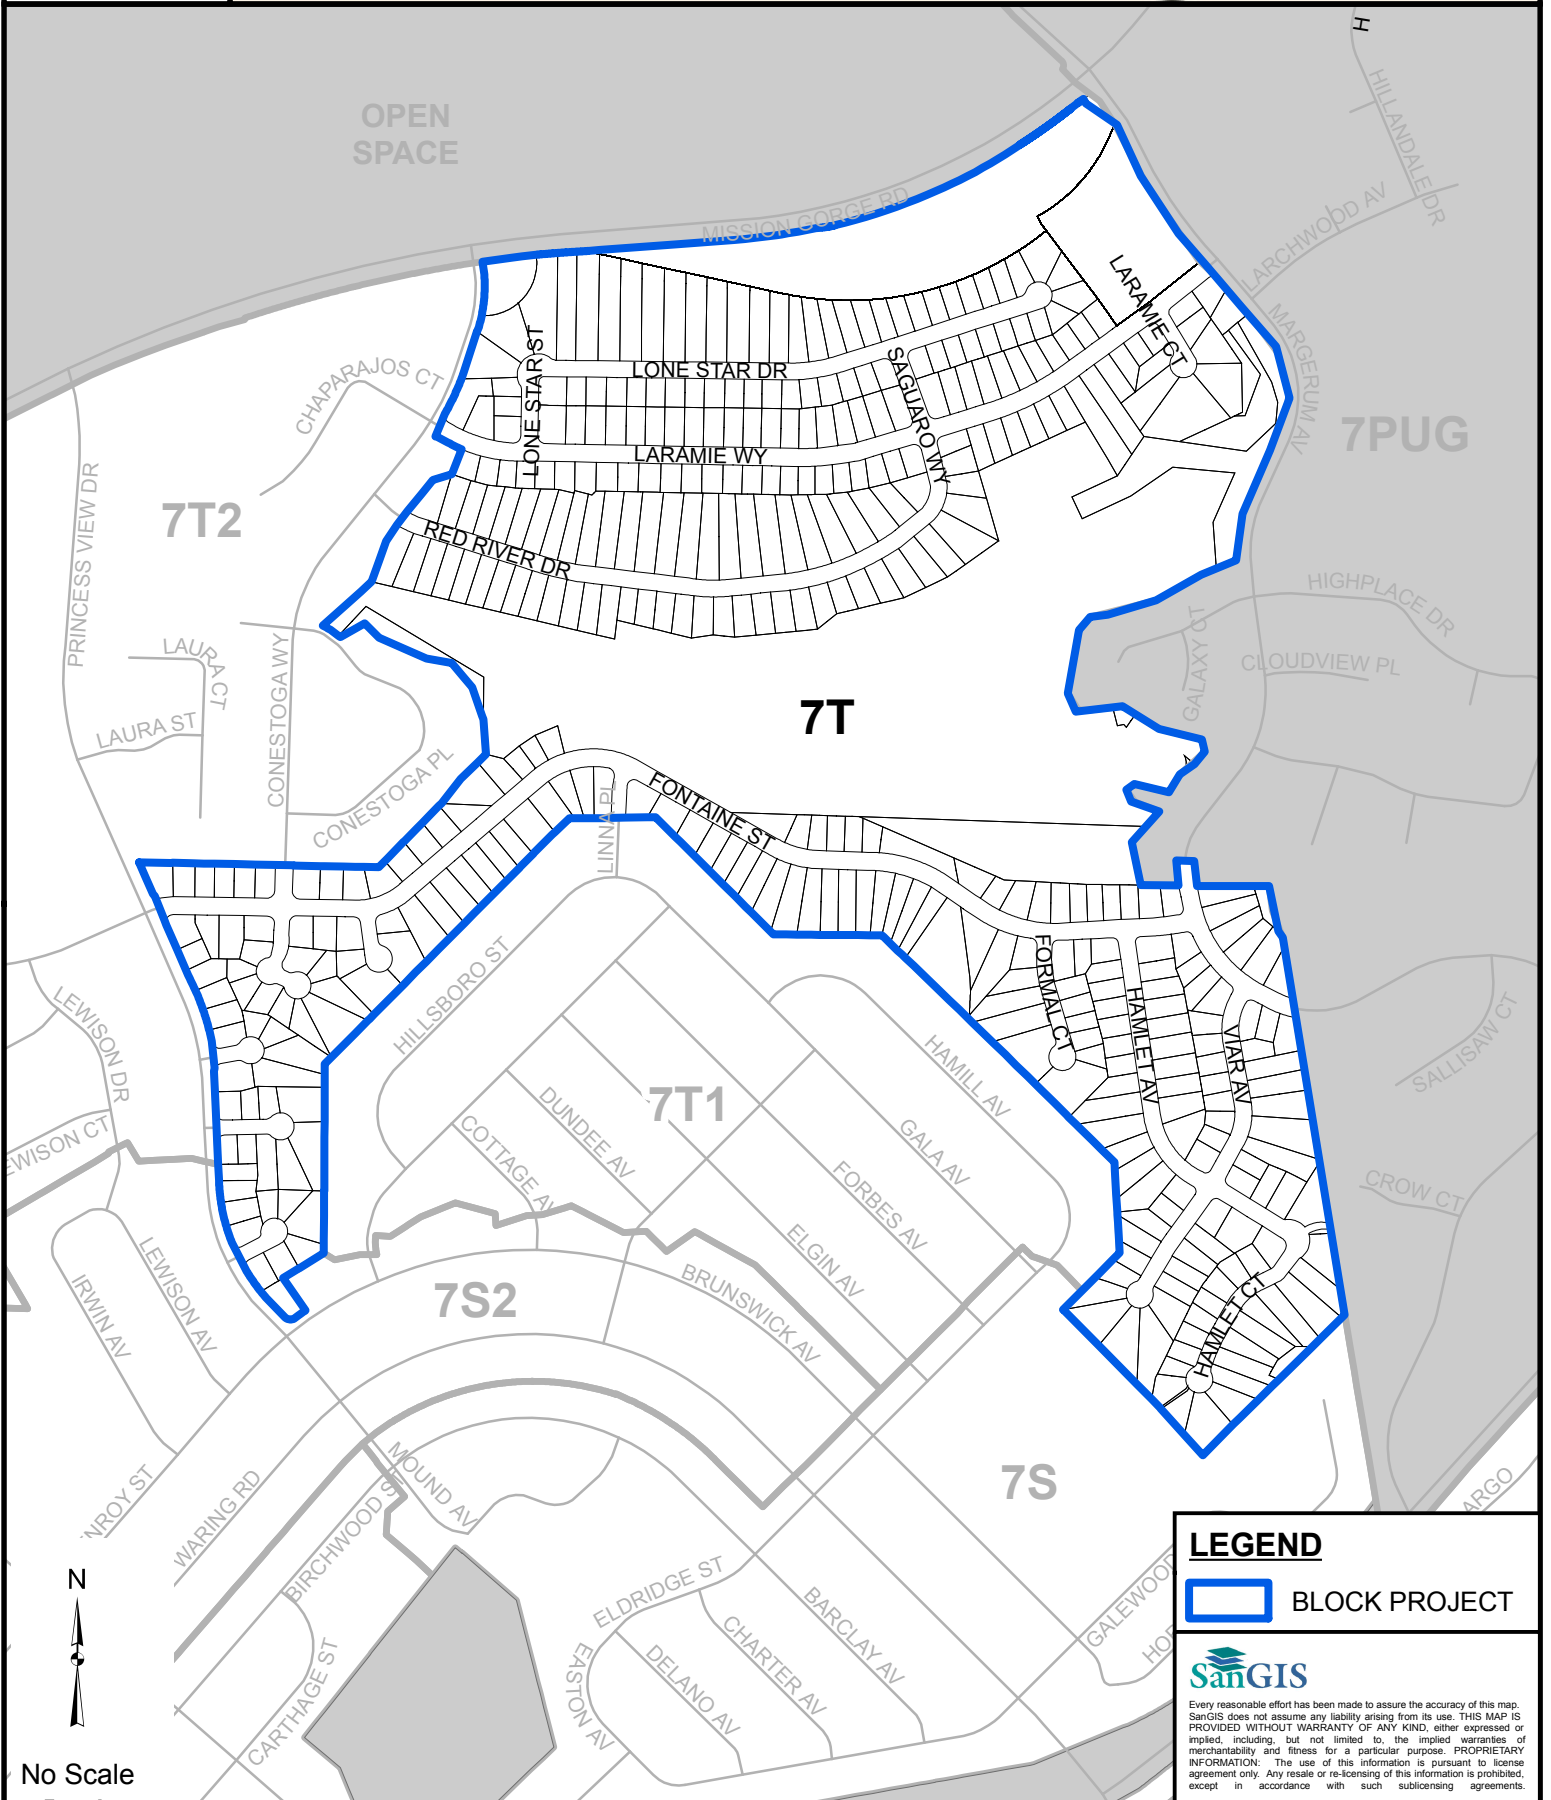 H
HILLANDALE DR
OPEN
SPACE
ARCHWOOD AV
MISSION GORGE RD
LARAMIE CT
MARGERUM AV
LONE STAR ST
LONE STAR DR
SAGUARO WY
CHAPARAJOS CT
7PUG
LARAMIE WY
PRINCESS VIEW DR
7T2
RED RIVER DR
HIGHPLACE DR
GALAXY CT
CLOUDVIEW PL
LAURA CT
CONESTOGA WY
LAURA ST
7T
CONESTOGA PL
LINNA PL
FONTAINE ST
HILLSBORO ST
FORMAL CT
HAMLET AV
VIAR AV
SALLISAW CT
LEWISON DR
HAMILL AV
7T1
DUNDEE AV
COTTAGE AV
GALA AV
EWISON CT
FORBES AV
CROW CT
ELGIN AV
LEWISON AV
IRWIN AV
7S2
BRUNSWICK AV
HAMLET CT
MOUND AV
7S
NROY ST
WARING RD
BIRCHWOOD ST
ARGO
ELDRIDGE ST
BARCLAY AV
CHARTER AV
DELANO AV
EASTON AV
CARTHAGE ST
GALEWOOD
HO
N
No Scale
LEGEND
BLOCK PROJECT
SanGIS
Every reasonable effort has been made to assure the accuracy of this map.
SanGIS does not assume any liability arising from its use. THIS MAP IS
PROVIDED WITHOUT WARRANTY OF ANY KIND, either expressed or
implied, including, but not limited to, the implied warranties of
merchantability and fitness for a particular purpose. PROPRIETARY
INFORMATION: The use of this information is pursuant to license
agreement only. Any resale or re-licensing of this information is prohibited,
except in accordance with such sublicensing agreements.